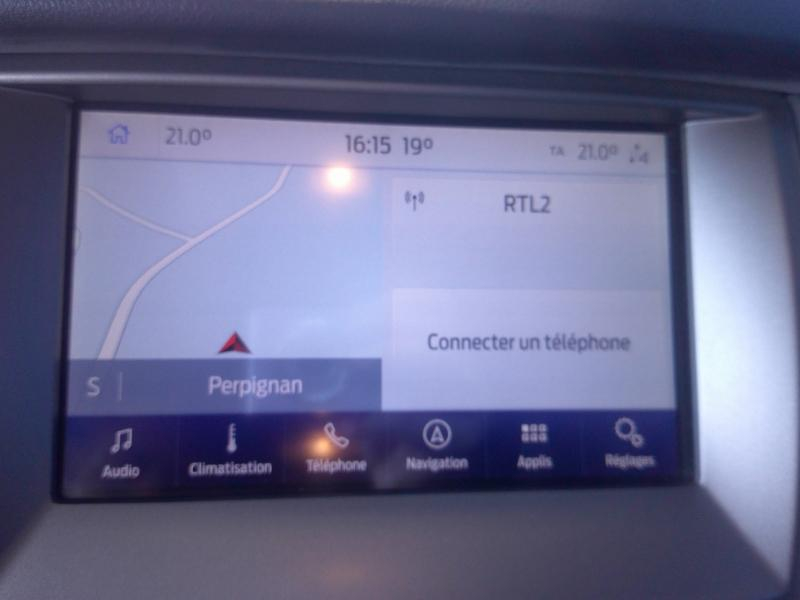 21.0° 16:15 19° TA 21.0°
RTL2
Connecter un téléphone
S Perpignan
Audio Climatisation Téléphone Navigation Applis Réglages